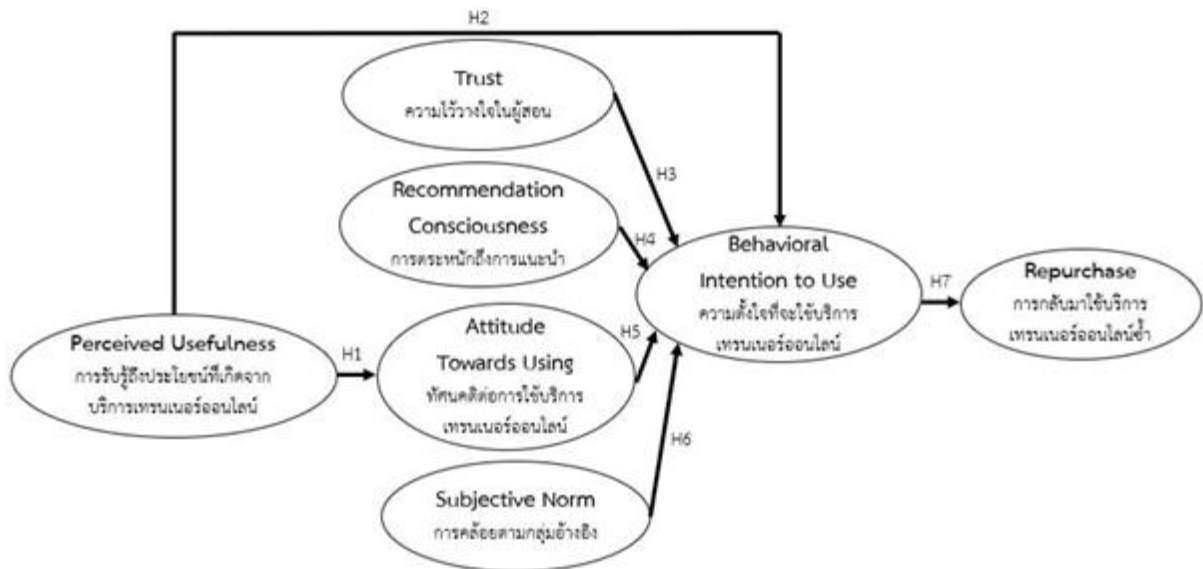 H2
Trust
ความไว้วางใจในผู้สอน
H3
Recommendation
Consciousness
การตระหนักถึงการแนะนำ
H4
Behavioral
Intention to Use
ความตั้งใจที่จะใช้บริการ
เทรนเนอร์ออนไลน์
H7
Repurchase
การกลับมาใช้บริการ
เทรนเนอร์ออนไลน์ซ้ำ
Perceived Usefulness
การรับรู้ถึงประโยชน์ที่เกิดจาก
บริการเทรนเนอร์ออนไลน์
H1
Attitude
Towards Using
ทัศนคติต่อการใช้บริการ
เทรนเนอร์ออนไลน์
H5
Subjective Norm
การคล้อยตามกลุ่มอ้างอิง
H6